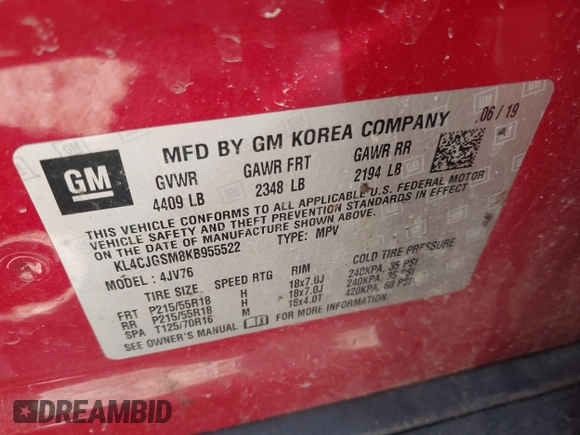 GM
MFD BY GM KOREA COMPANY 06 / 19
GVWR GAWR FRT GAWR RR
4409 LB 2348 LB 2194 LB
THIS VEHICLE CONFORMS TO ALL APPLICABLE U.S. FEDERAL MOTOR
VEHICLE SAFETY AND THEFT PREVENTION STANDARDS IN EFFECT
ON THE DATE OF MANUFACTURE SHOWN ABOVE.
KL4CJGSM8KB955522 TYPE: MPV
MODEL: 4JV76
TIRE SIZE SPEED RTG RIM COLD TIRE PRESSURE
FRT P215/55R18 H 18x7.0J 240KPA, 35 PSI
RR P215/55R18 H 18x7.0J 240KPA, 35 PSI
SPA T125/70R16 M 16x4.0T 420KPA, 60 PSI
SEE OWNER'S MANUAL FOR MORE INFORMATION.
DREAMBID